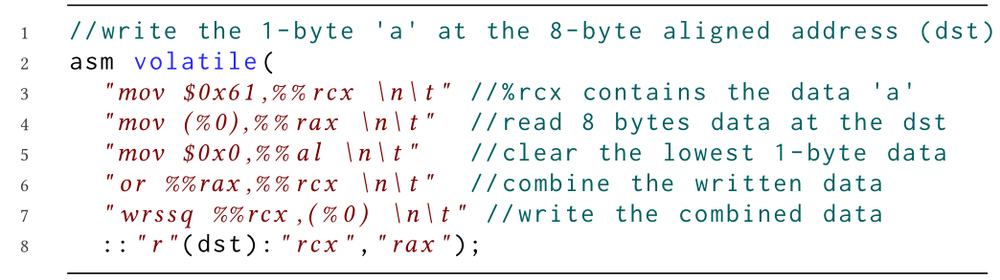 1 //write the 1-byte 'a' at the 8-byte aligned address (dst)
2 asm volatile(
3 "mov $0x61,%%rcx \n\t" //%rcx contains the data 'a'
4 "mov (%0),%%rax \n\t" //read 8 bytes data at the dst
5 "mov $0x0,%%al \n\t" //clear the lowest 1-byte data
6 "or %%rax,%%rcx \n\t" //combine the written data
7 "wrssq %%rcx,(%0) \n\t" //write the combined data
8 ::"r"(dst):"rcx","rax");